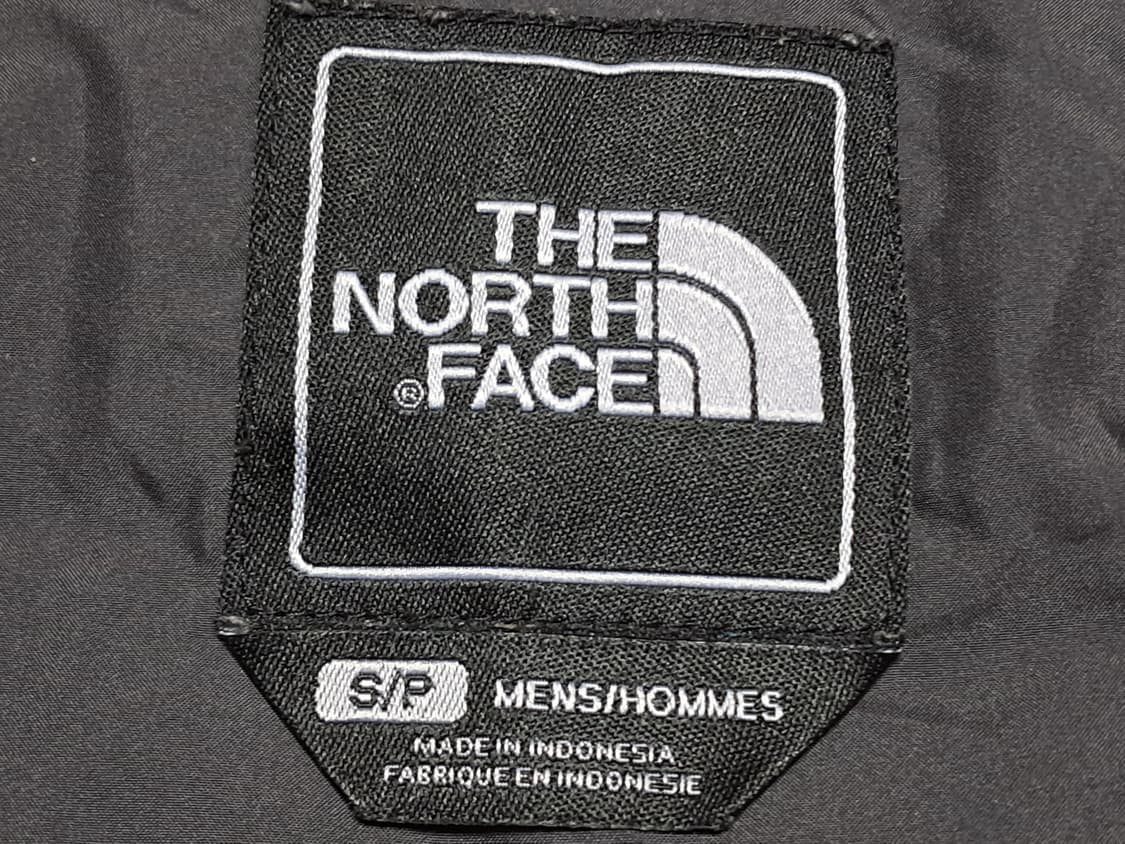 THE
NORTH
®FACE
S/P MENS/HOMMES
MADE IN INDONESIA
FABRIQUE EN INDONESIE